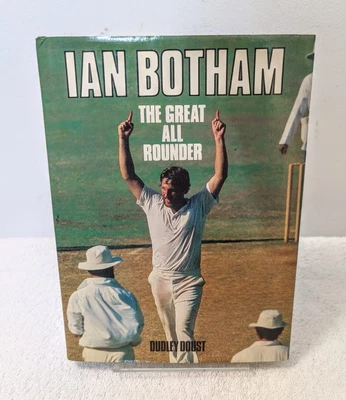 IAN BOTHAM
THE GREAT
ALL
ROUNDER
DUDLEY DOUST